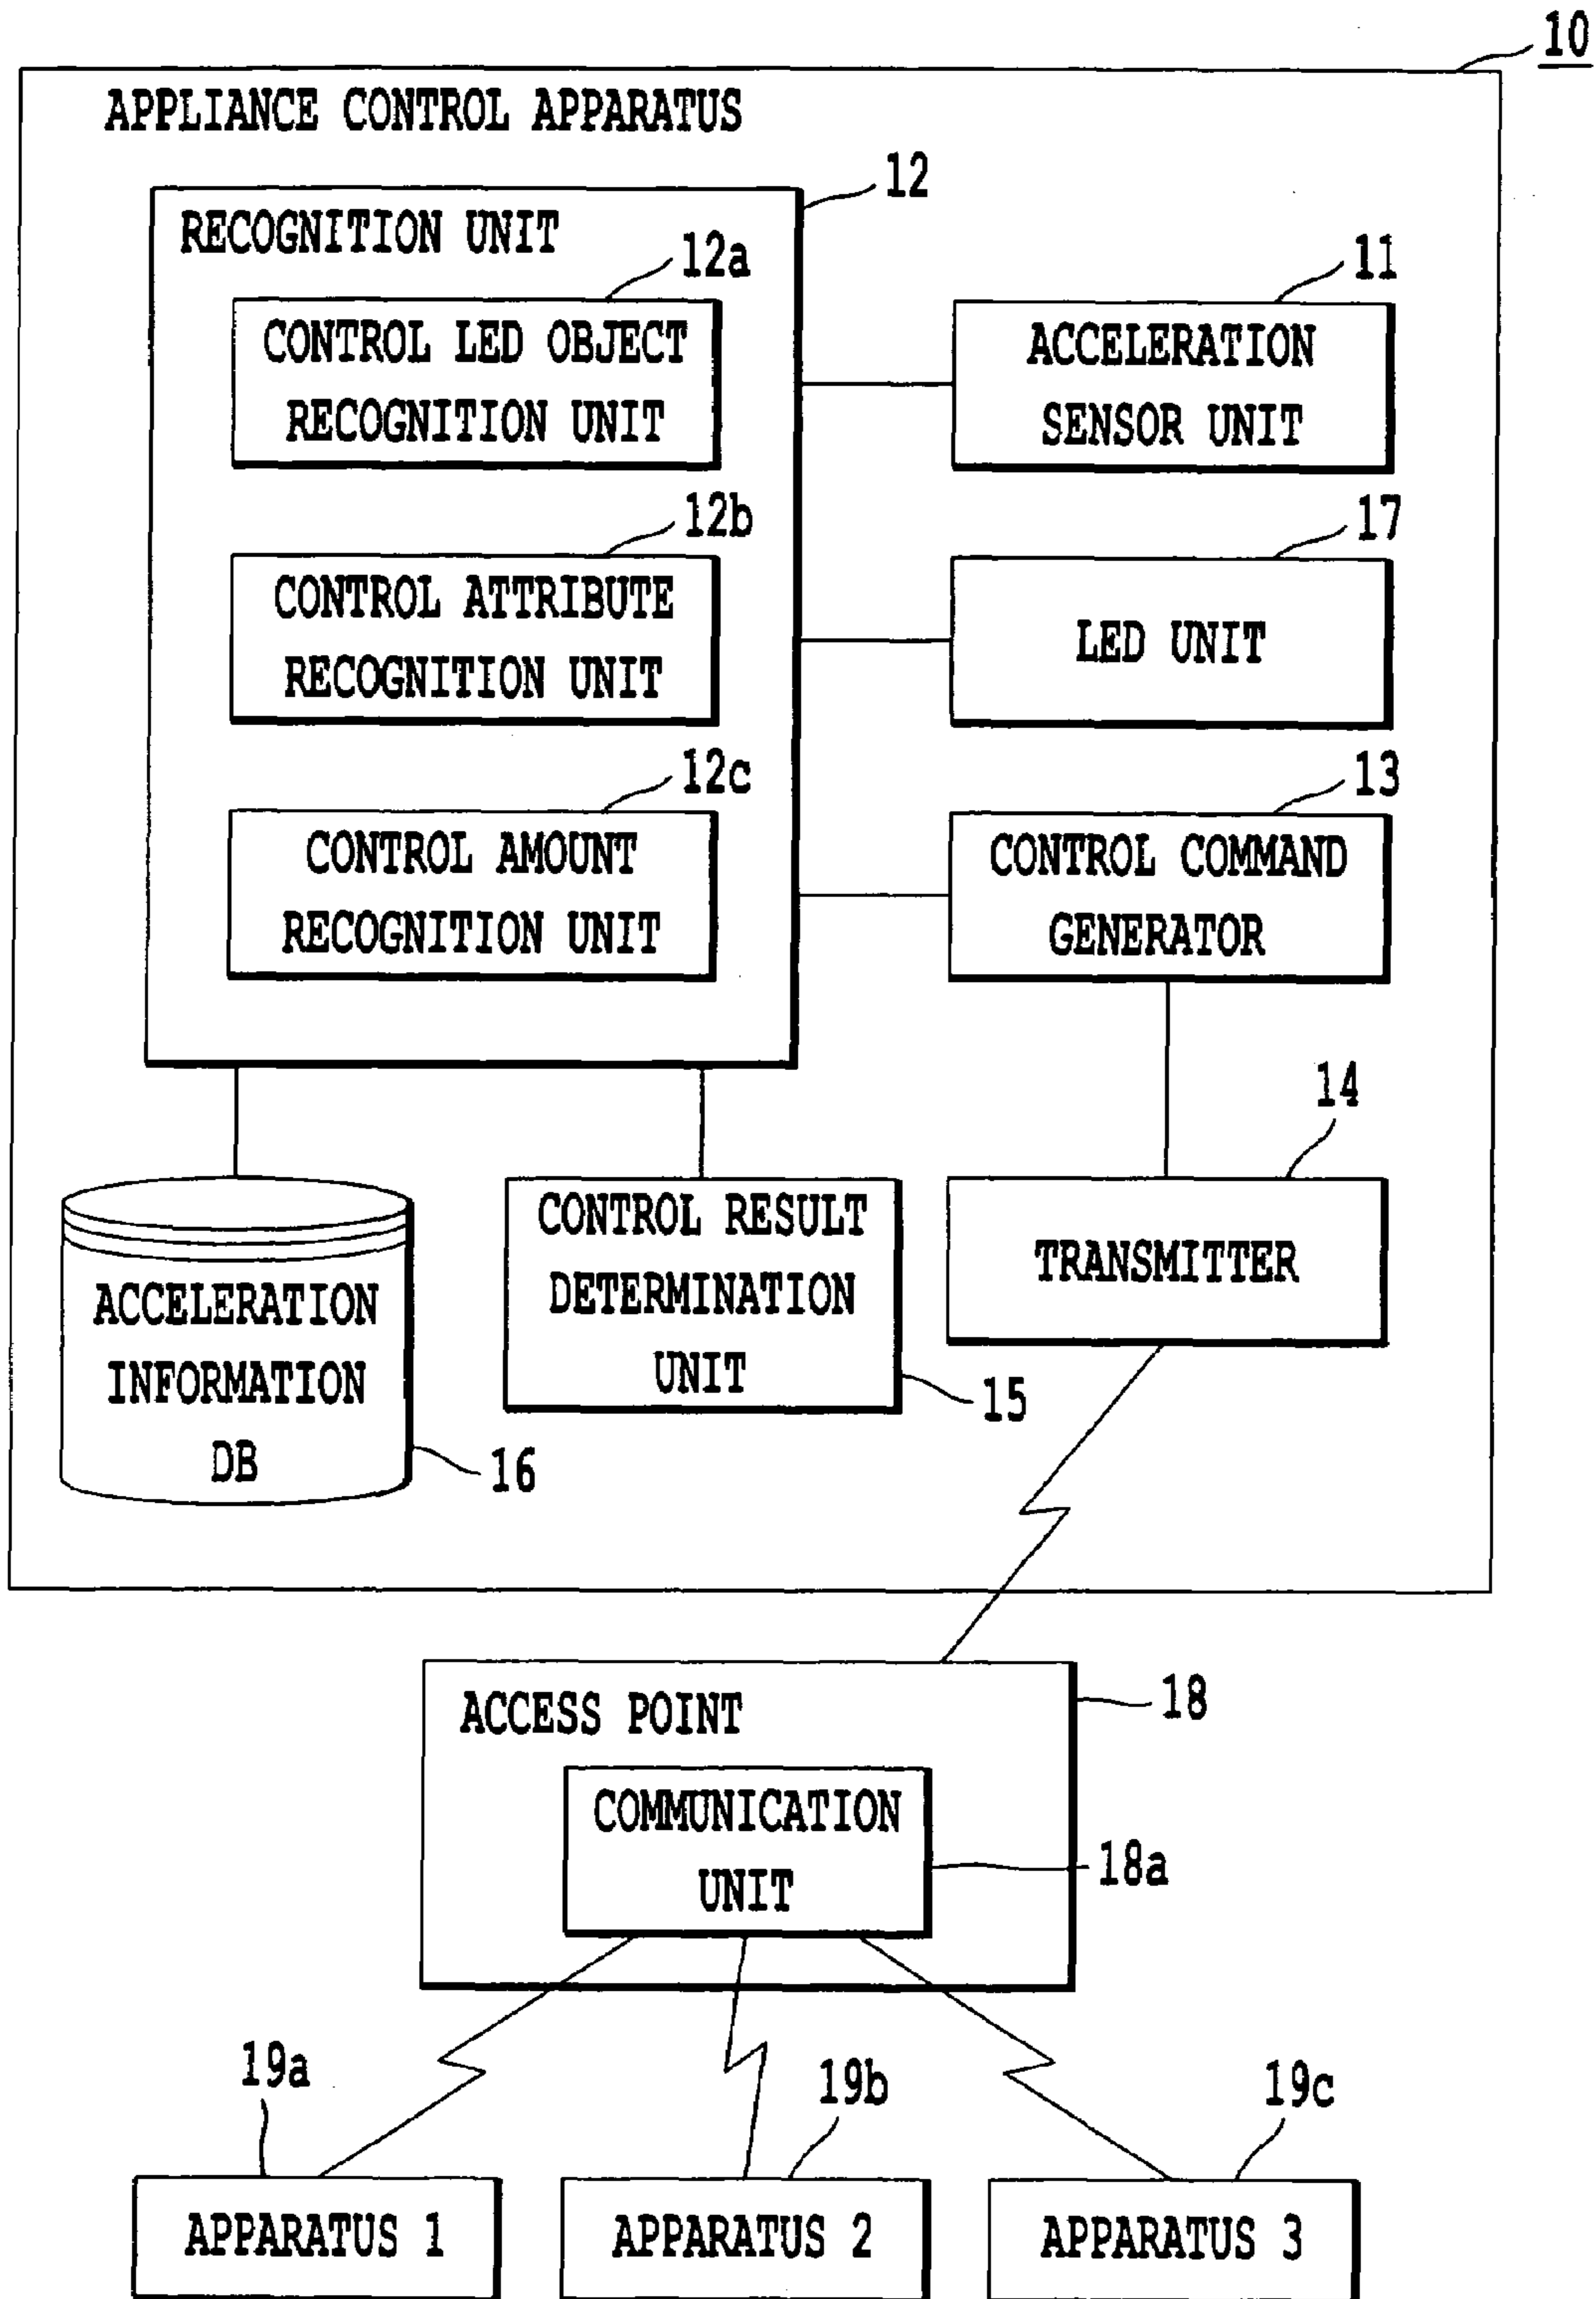 10
APPLIANCE CONTROL APPARATUS
12
RECOGNITION UNIT
12a
CONTROL LED OBJECT
RECOGNITION UNIT
11
ACCELERATION
SENSOR UNIT
12b
CONTROL ATTRIBUTE
RECOGNITION UNIT
17
LED UNIT
12c
CONTROL AMOUNT
RECOGNITION UNIT
13
CONTROL COMMAND
GENERATOR
14
ACCELERATION
INFORMATION
DB
16
CONTROL RESULT
DETERMINATION
UNIT
15
TRANSMITTER
ACCESS POINT
18
COMMUNICATION
UNIT
18a
19a
19b
19c
APPARATUS 1
APPARATUS 2
APPARATUS 3